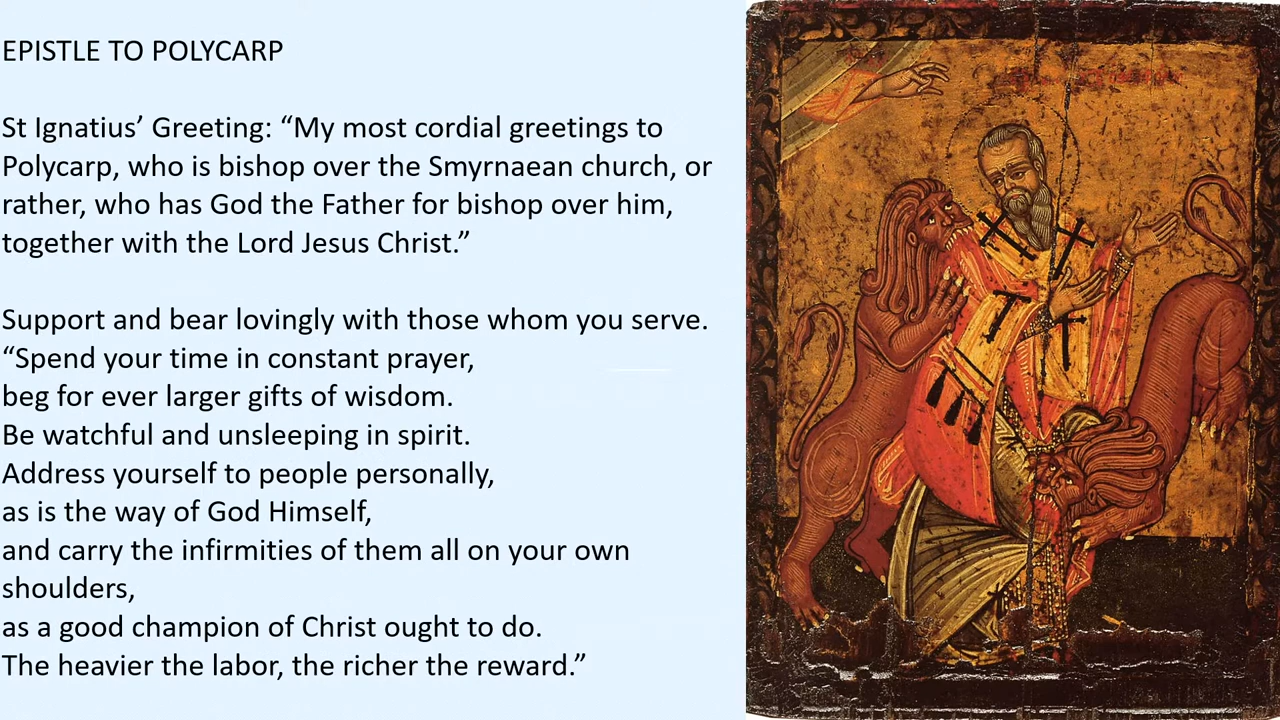 EPISTLE TO POLYCARP
St Ignatius’ Greeting: “My most cordial greetings to
Polycarp, who is bishop over the Smyrnaean church, or
rather, who has God the Father for bishop over him,
together with the Lord Jesus Christ.”
Support and bear lovingly with those whom you serve.
“Spend your time in constant prayer,
beg for ever larger gifts of wisdom.
Be watchful and unsleeping in spirit.
Address yourself to people personally,
as is the way of God Himself,
and carry the infirmities of them all on your own
shoulders,
as a good champion of Christ ought to do.
The heavier the labor, the richer the reward.”